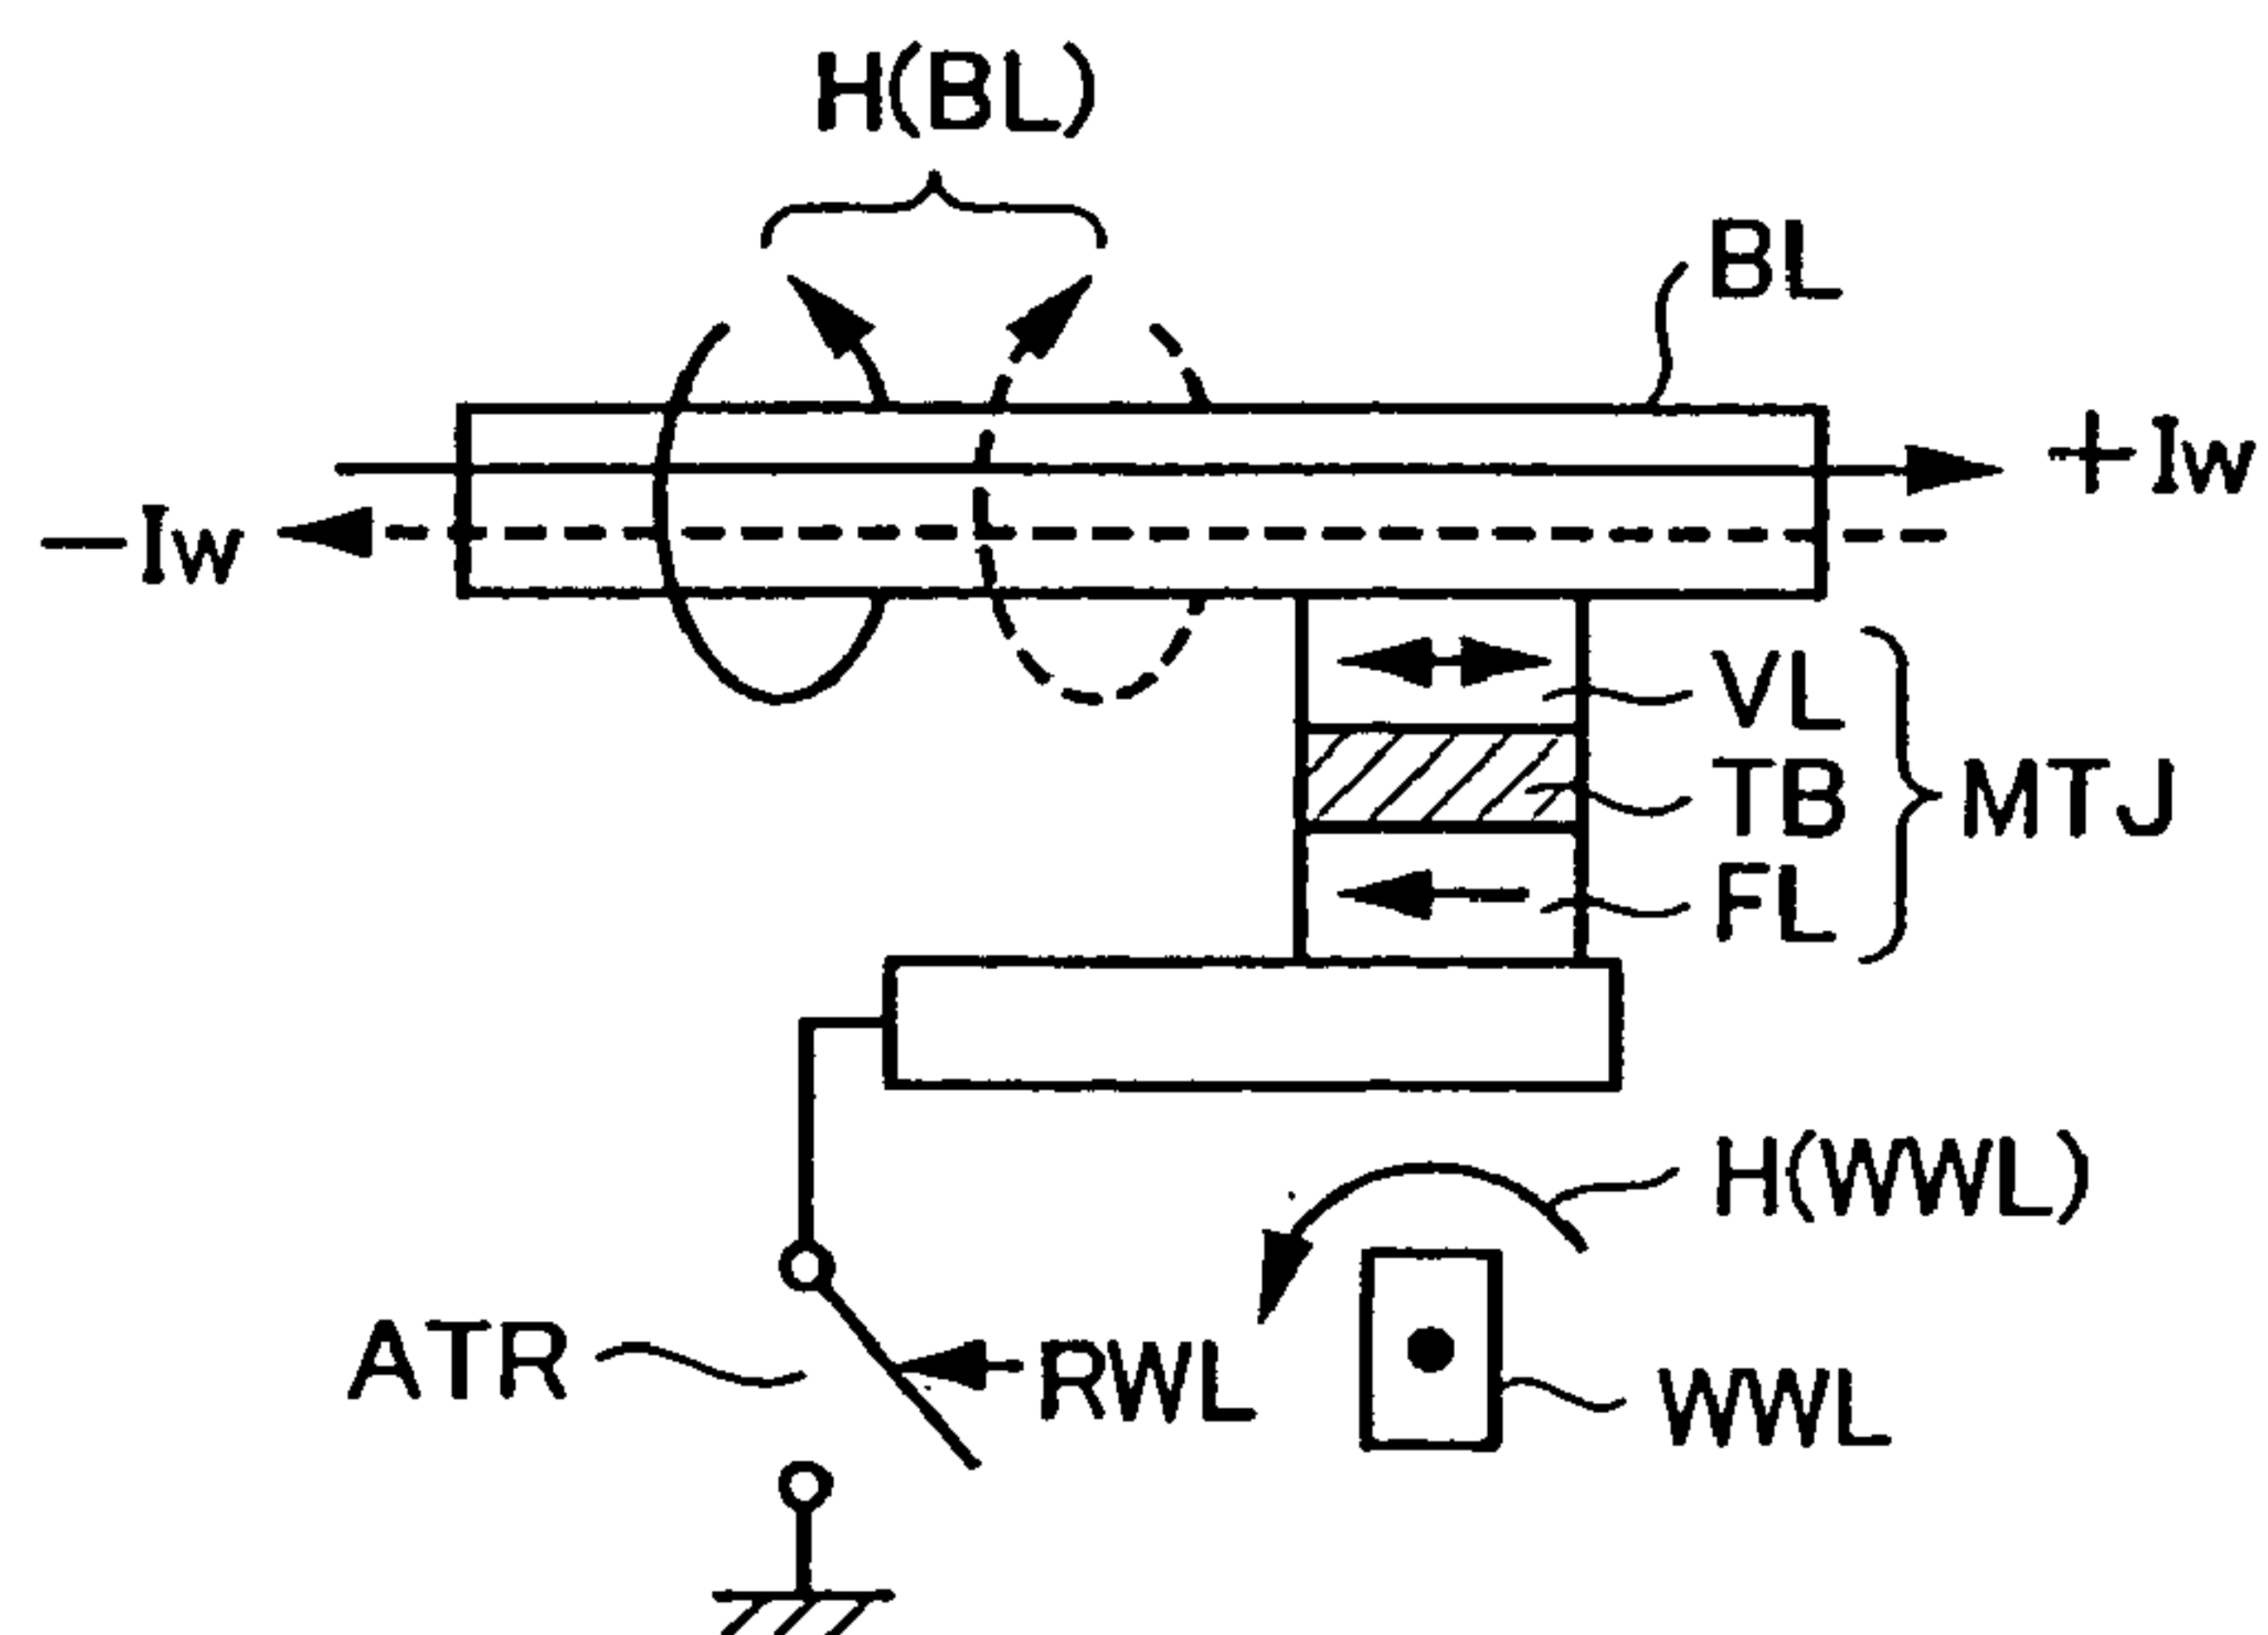 H(BL)
BL
+Iw
−Iw
VL
TB
MTJ
FL
H(WWL)
ATR
RWL
WWL